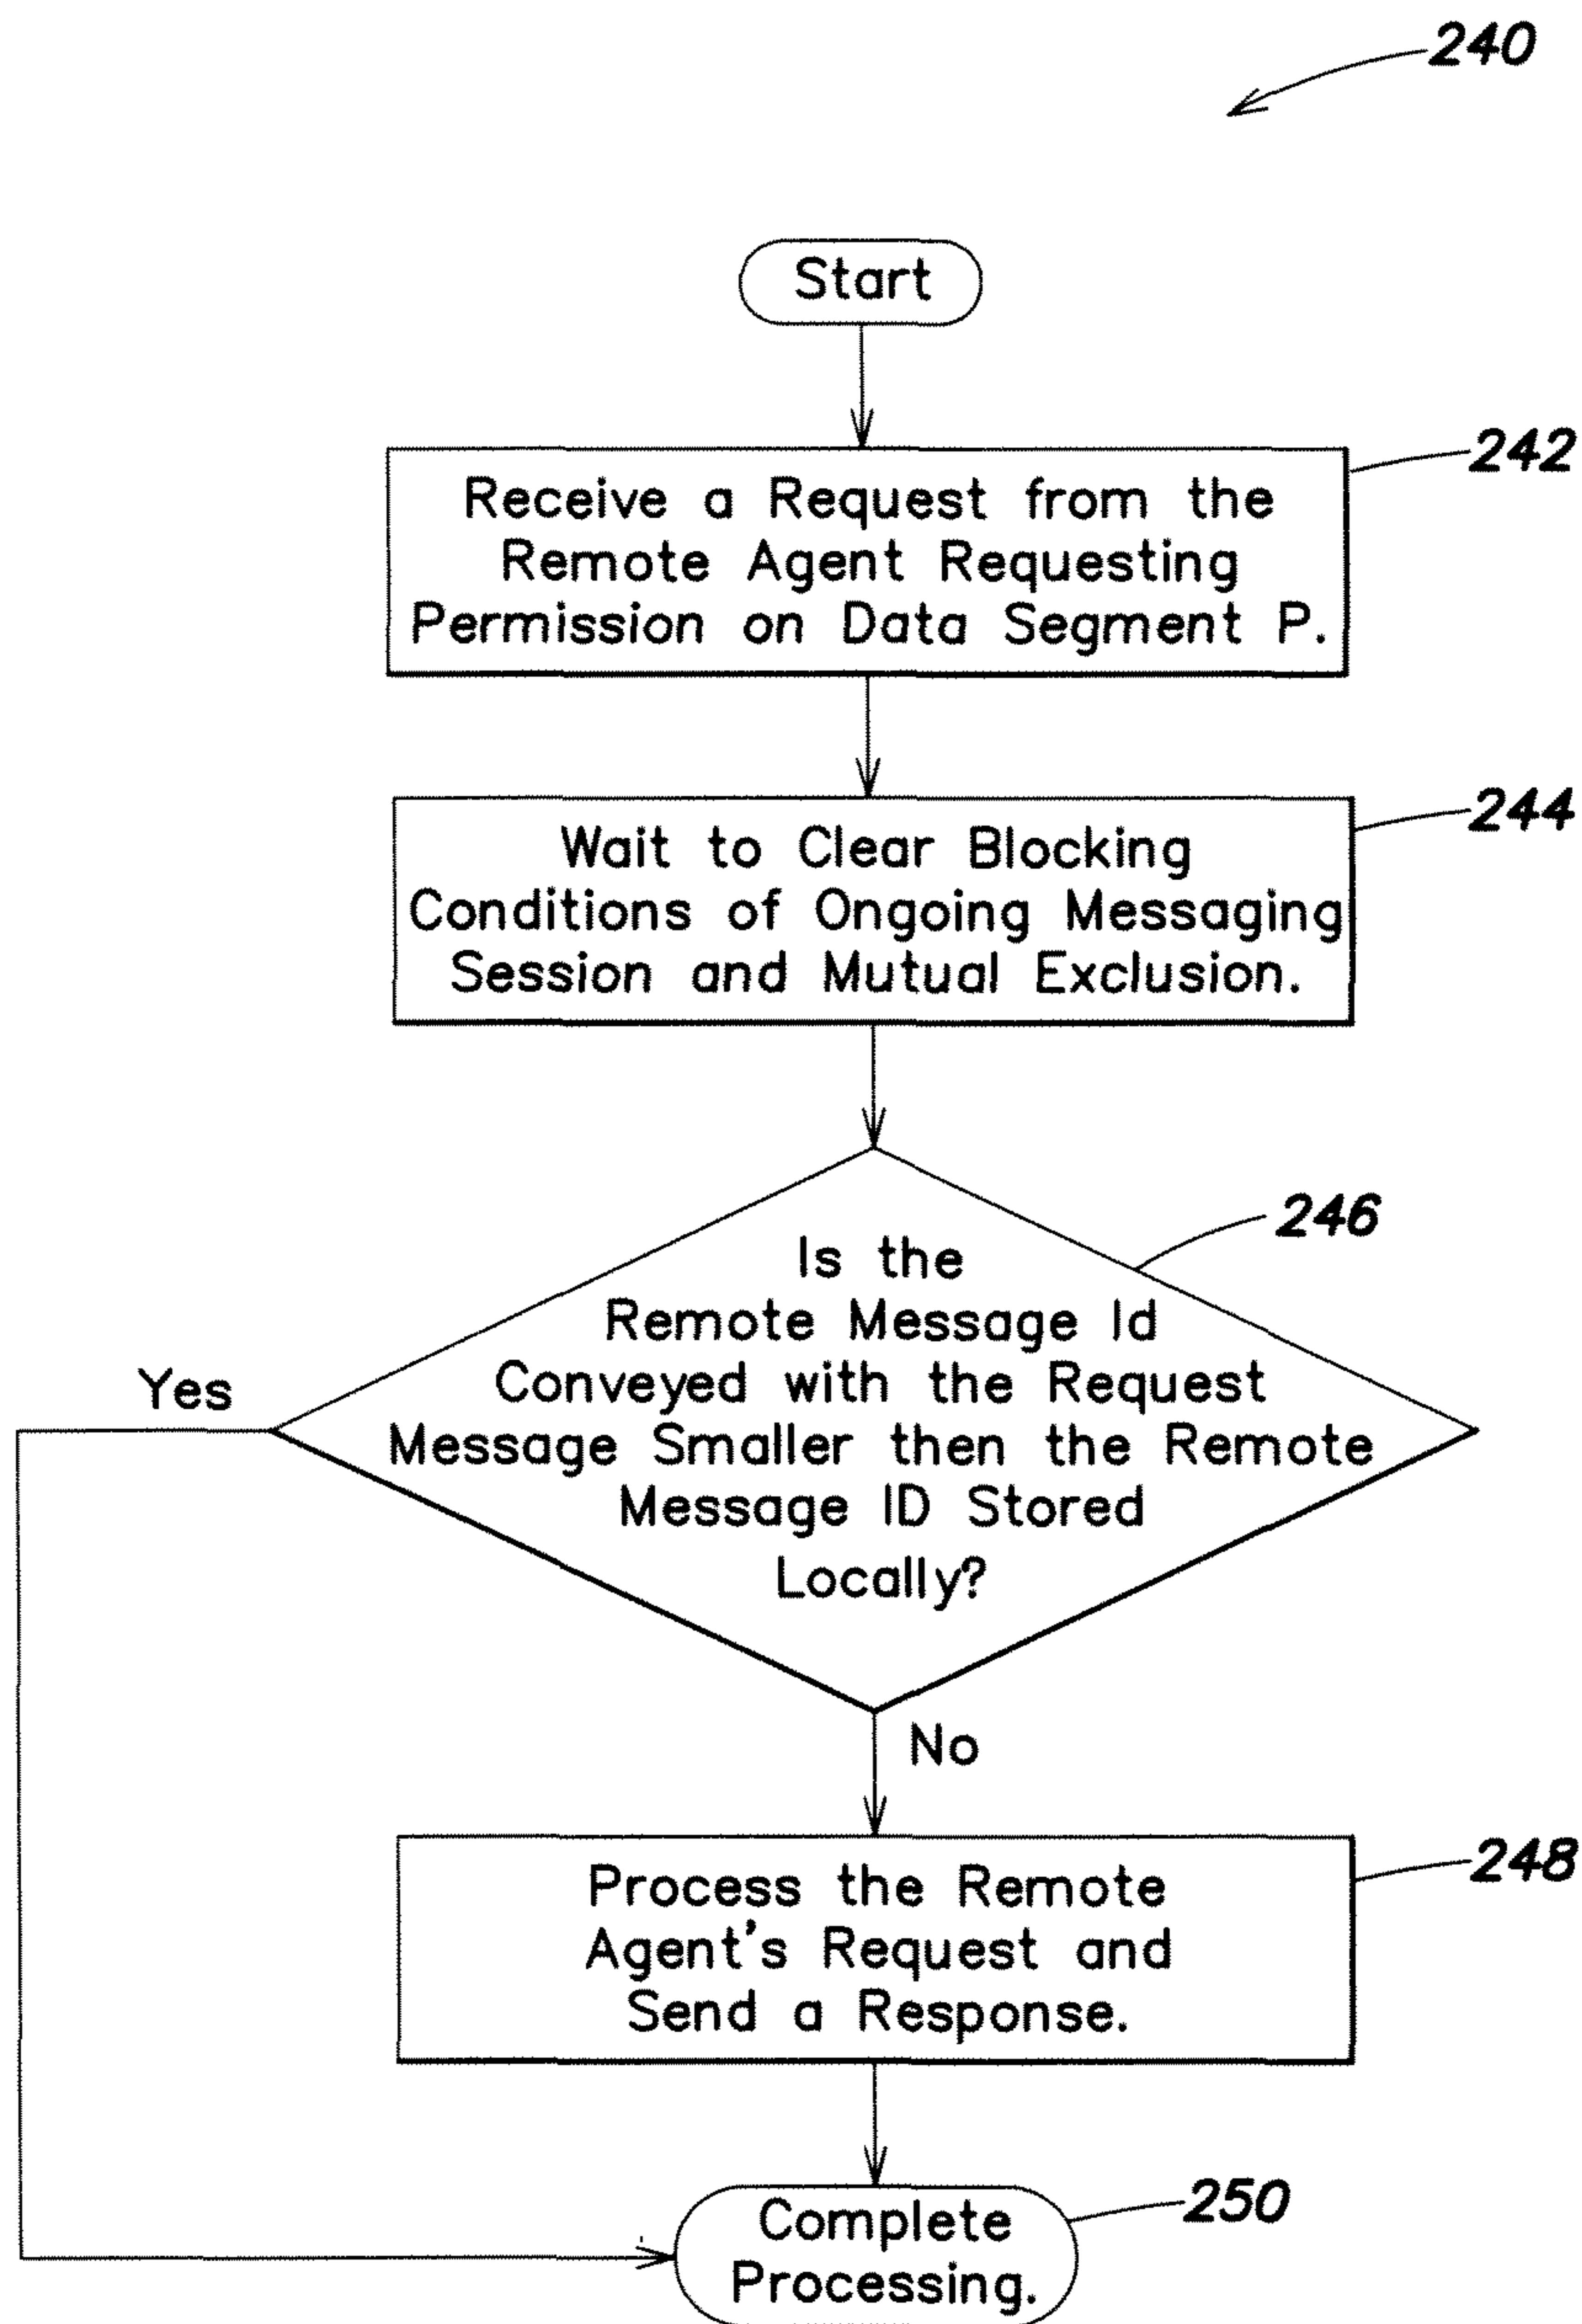 240
Start
242
Receive a Request from the
Remote Agent Requesting
Permission on Data Segment P.
244
Wait to Clear Blocking
Conditions of Ongoing Messaging
Session and Mutual Exclusion.
246
Is the
Remote Message Id
Conveyed with the Request
Message Smaller then the Remote
Message ID Stored
Locally?
Yes
No
248
Process the Remote
Agent's Request and
Send a Response.
250
Complete
Processing.